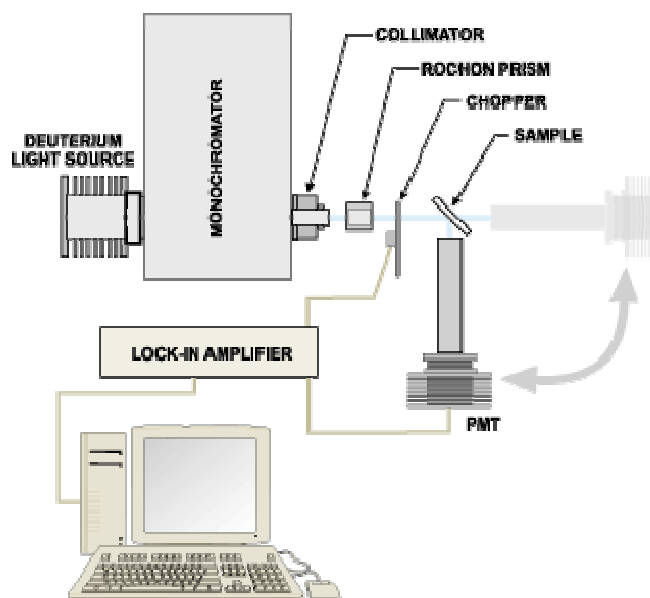 COLLIMATOR
ROCHON PRISM
CHOPPER
SAMPLE
DEUTERIUM
LIGHT SOURCE
MONOCHROMATOR
LOCK-IN AMPLIFIER
PMT